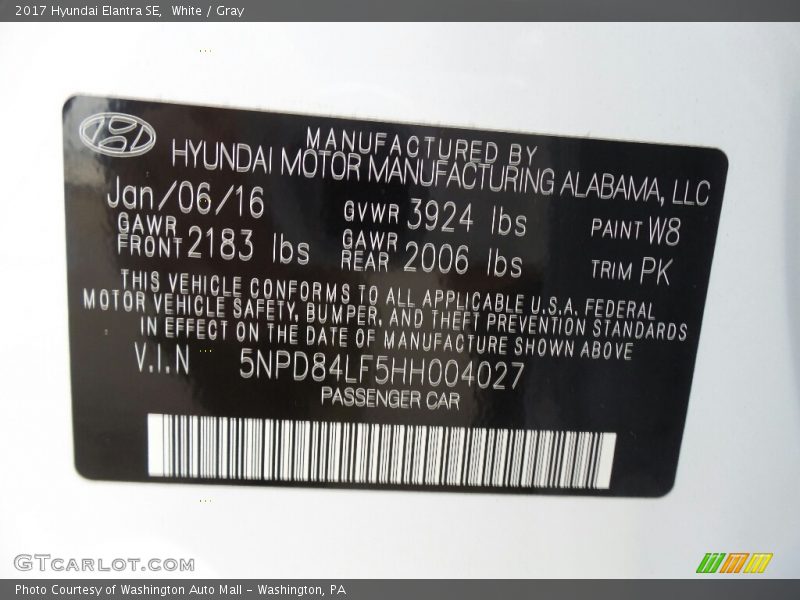 2017 Hyundai Elantra SE, White / Gray
MANUFACTURED BY
HYUNDAI MOTOR MANUFACTURING ALABAMA, LLC
Jan/06/16 GVWR 3924 lbs PAINT W8
GAWR FRONT 2183 lbs GAWR REAR 2006 lbs TRIM PK
THIS VEHICLE CONFORMS TO ALL APPLICABLE U.S.A. FEDERAL
MOTOR VEHICLE SAFETY, BUMPER, AND THEFT PREVENTION STANDARDS
IN EFFECT ON THE DATE OF MANUFACTURE SHOWN ABOVE
V.I.N 5NPD84LF5HH004027
PASSENGER CAR
GTCARLOT.COM
Photo Courtesy of Washington Auto Mall - Washington, PA